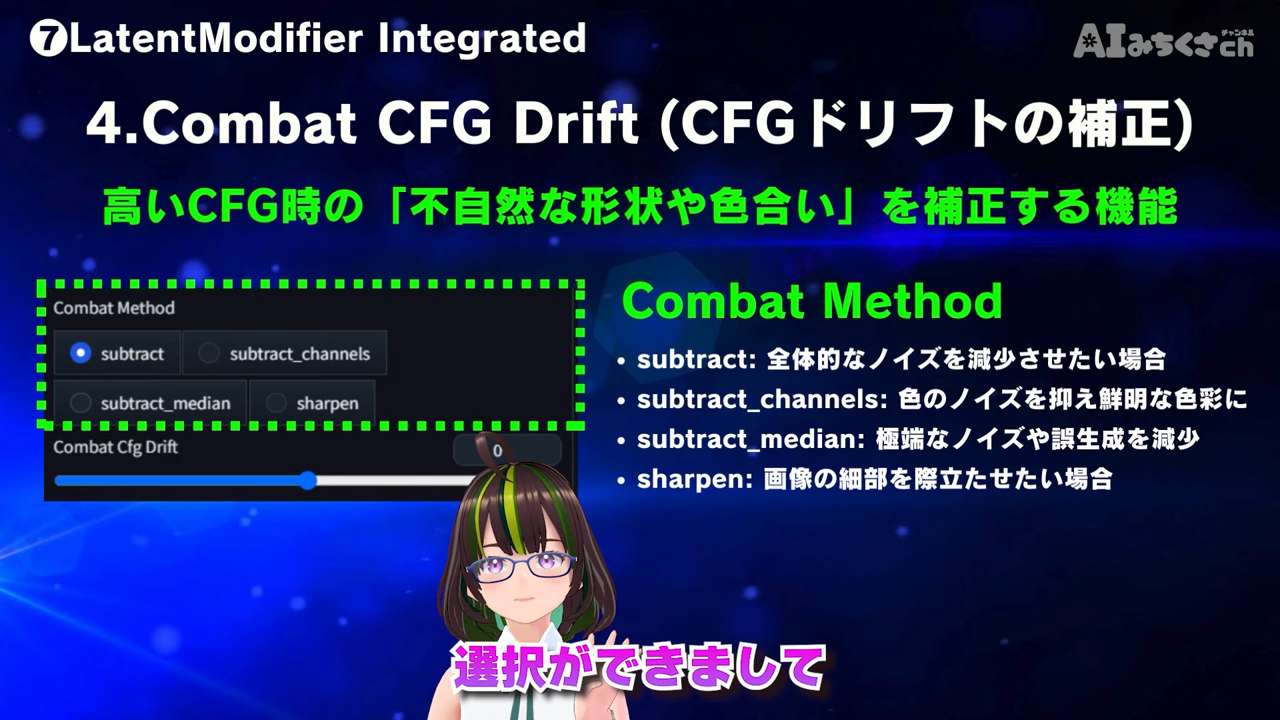 ❼LatentModifier Integrated
AIみちくさch
チャンネル
4.Combat CFG Drift (CFGドリフトの補正)
高いCFG時の「不自然な形状や色合い」を補正する機能
Combat Method
subtract
subtract_channels
subtract_median
sharpen
Combat Cfg Drift
0
Combat Method
• subtract: 全体的なノイズを減少させたい場合
• subtract_channels: 色のノイズを抑え鮮明な色彩に
• subtract_median: 極端なノイズや誤生成を減少
• sharpen: 画像の細部を際立たせたい場合
選択ができまして